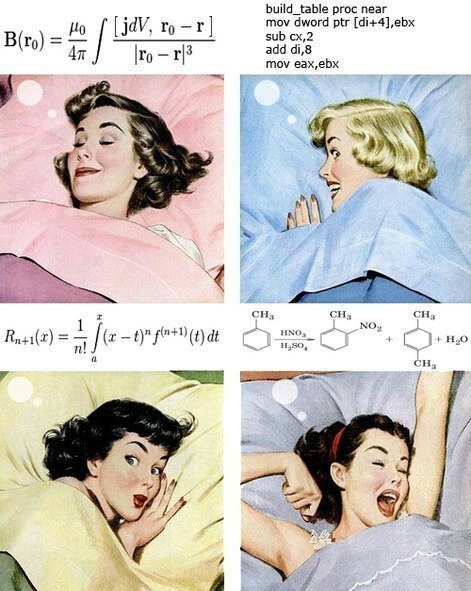 B(r₀) = μ₀/4π ∫ [ jdV, r₀ − r ] / |r₀ − r|³
build_table proc near
mov dword ptr [di+4],ebx
sub cx,2
add di,8
mov eax,ebx
Rₙ₊₁(x) = 1/n! ∫ₐˣ (x − t)ⁿ f⁽ⁿ⁺¹⁾(t) dt
CH₃ CH₃ CH₃
HNO₃ NO₂
H₂SO₄ + + H₂O
CH₃